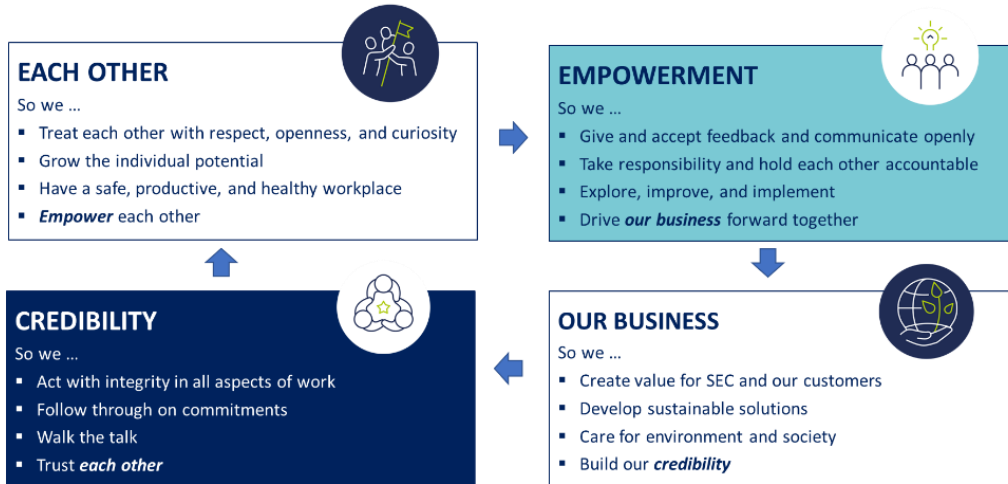 EACH OTHER
So we ...
▪ Treat each other with respect, openness, and curiosity
▪ Grow the individual potential
▪ Have a safe, productive, and healthy workplace
▪ Empower each other
EMPOWERMENT
So we ...
▪ Give and accept feedback and communicate openly
▪ Take responsibility and hold each other accountable
▪ Explore, improve, and implement
▪ Drive our business forward together
OUR BUSINESS
So we ...
▪ Create value for SEC and our customers
▪ Develop sustainable solutions
▪ Care for environment and society
▪ Build our credibility
CREDIBILITY
So we ...
▪ Act with integrity in all aspects of work
▪ Follow through on commitments
▪ Walk the talk
▪ Trust each other